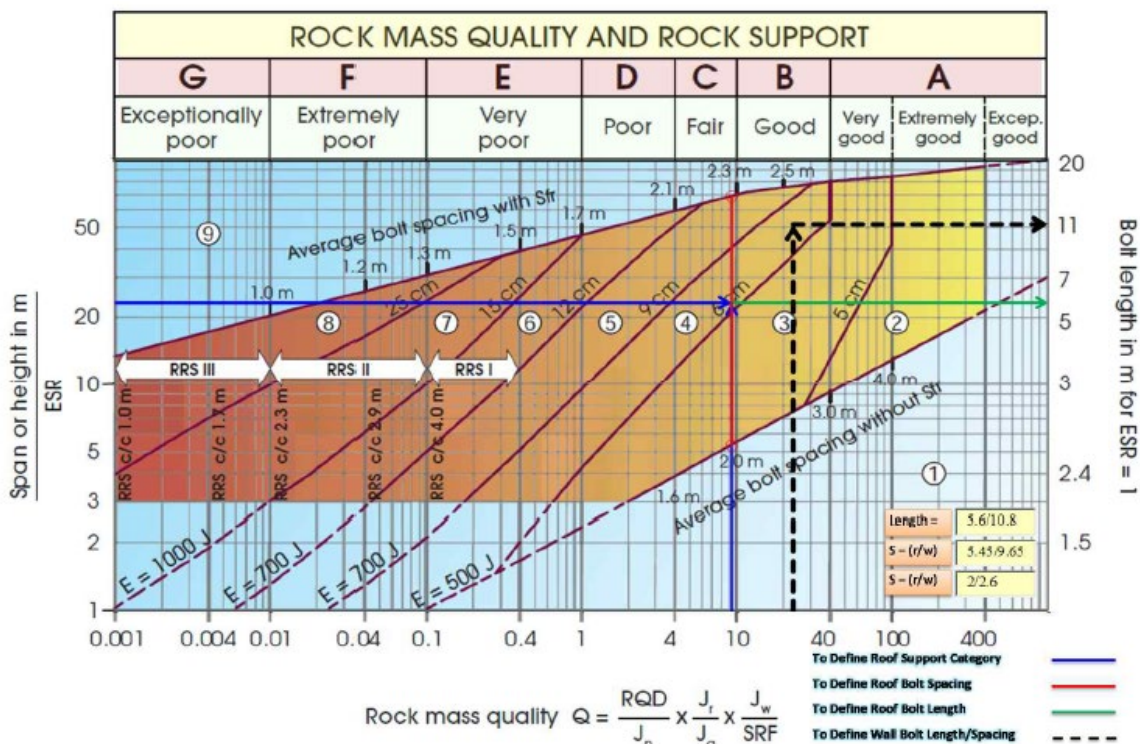 ROCK MASS QUALITY AND ROCK SUPPORT
G F E D C B A
Exceptionally poor
Extremely poor
Very poor
Poor
Fair
Good
Very good
Extremely good
Excep. good
Average bolt spacing with Sfr
1.0 m
1.2 m
1.3 m
1.5 m
1.7 m
2.1 m
2.3 m
2.5 m
20
11
7
5
3
2.4
1.5
Bolt length in m for ESR = 1
50
20
10
5
3
2
1
Span or height in m
ESR
25 cm
15 cm
12 cm
9 cm
5 cm
9
8
7
6
5
4
3
2
1
RRS III
RRS II
RRS I
RRS c/c 1.0 m
RRS c/c 1.7 m
RRS c/c 2.3 m
RRS c/c 2.9 m
RRS c/c 4.0 m
4.0 m
3.0 m
2.0 m
1.6 m
Average bolt spacing without Sfr
E = 1000 J
E = 700 J
E = 700 J
E = 500 J
Length = 5.6/10.8
S = (r/w) 5.45/9.65
S = (r/w) 2/2.6
0.001 0.004 0.01 0.04 0.1 0.4 1 4 10 40 100 400
To Define Roof Support Category
To Define Roof Bolt Spacing
To Define Roof Bolt Length
To Define Wall Bolt Length/Spacing
Rock mass quality Q = RQD/Jn x Jr/Ja x Jw/SRF